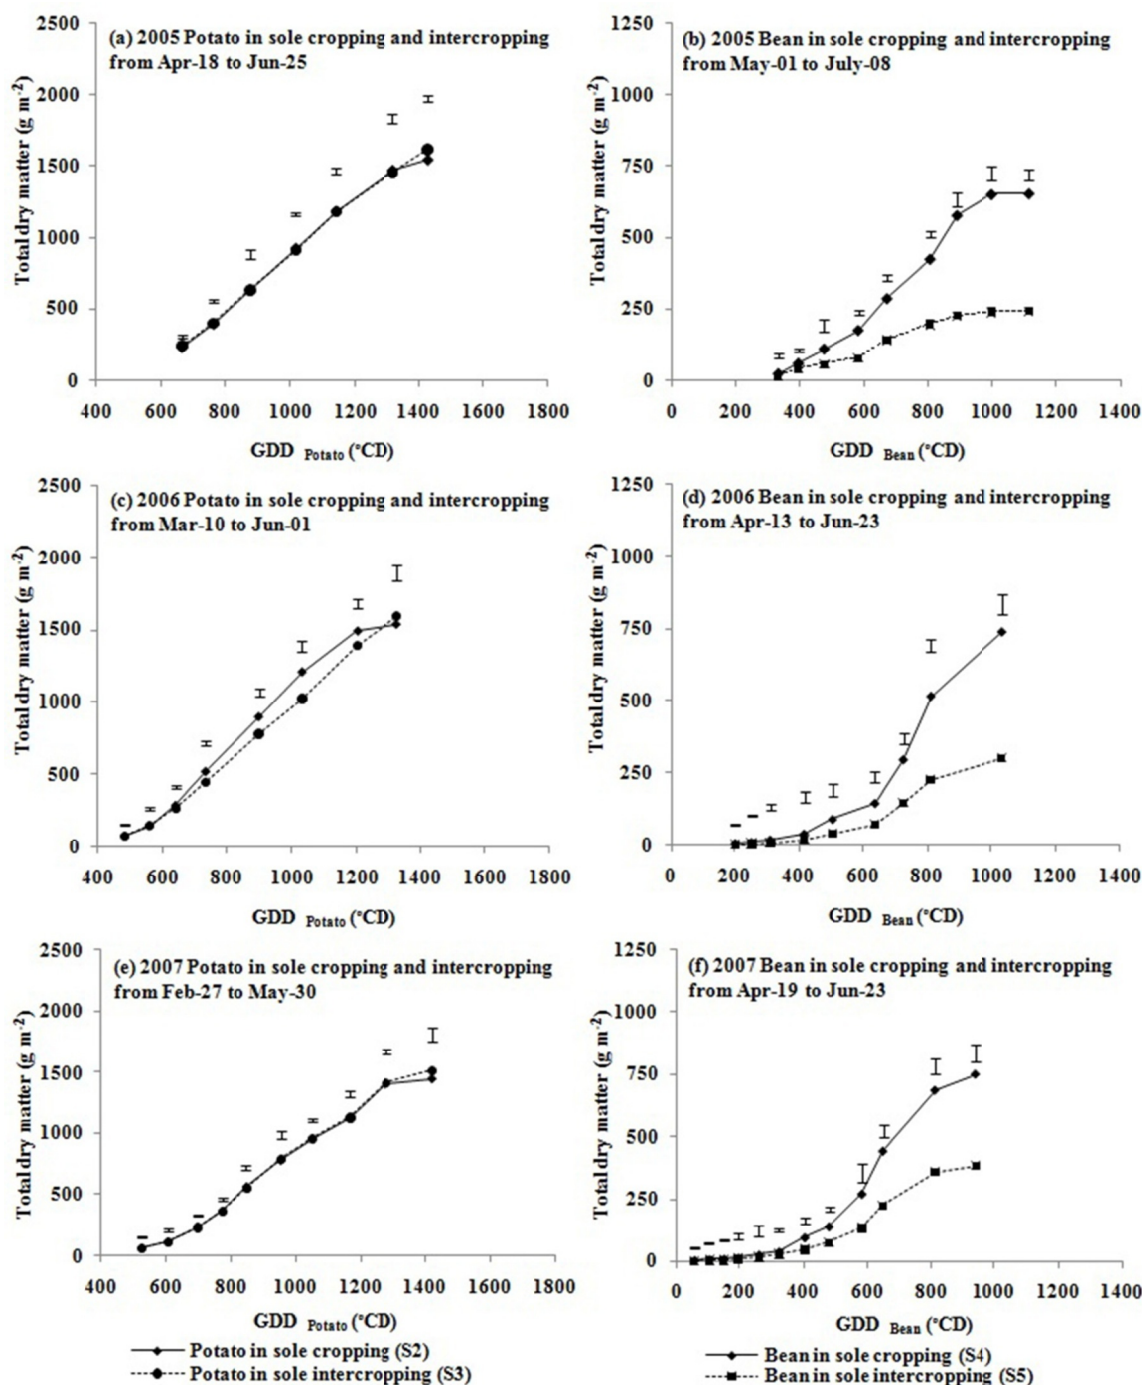 (a) 2005 Potato in sole cropping and intercropping
from Apr-18 to Jun-25
Total dry matter (g m-2)
2500
2000
1500
1000
500
0
400 600 800 1000 1200 1400 1600 1800
GDD Potato (°CD)
(b) 2005 Bean in sole cropping and intercropping
from May-01 to July-08
Total dry matter (g m-2)
1250
1000
750
500
250
0
0 200 400 600 800 1000 1200 1400
GDD Bean (°CD)
(c) 2006 Potato in sole cropping and intercropping
from Mar-10 to Jun-01
Total dry matter (g m-2)
2500
2000
1500
1000
500
0
400 600 800 1000 1200 1400 1600 1800
GDD Potato (°CD)
(d) 2006 Bean in sole cropping and intercropping
from Apr-13 to Jun-23
Total dry matter (g m-2)
1250
1000
750
500
250
0
0 200 400 600 800 1000 1200 1400
GDD Bean (°CD)
(e) 2007 Potato in sole cropping and intercropping
from Feb-27 to May-30
Total dry matter (g m-2)
2500
2000
1500
1000
500
0
400 600 800 1000 1200 1400 1600 1800
GDD Potato (°CD)
(f) 2007 Bean in sole cropping and intercropping
from Apr-19 to Jun-23
Total dry matter (g m-2)
1250
1000
750
500
250
0
0 200 400 600 800 1000 1200 1400
GDD Bean (°CD)
Potato in sole cropping (S2)
Potato in sole intercropping (S3)
Bean in sole cropping (S4)
Bean in sole intercropping (S5)